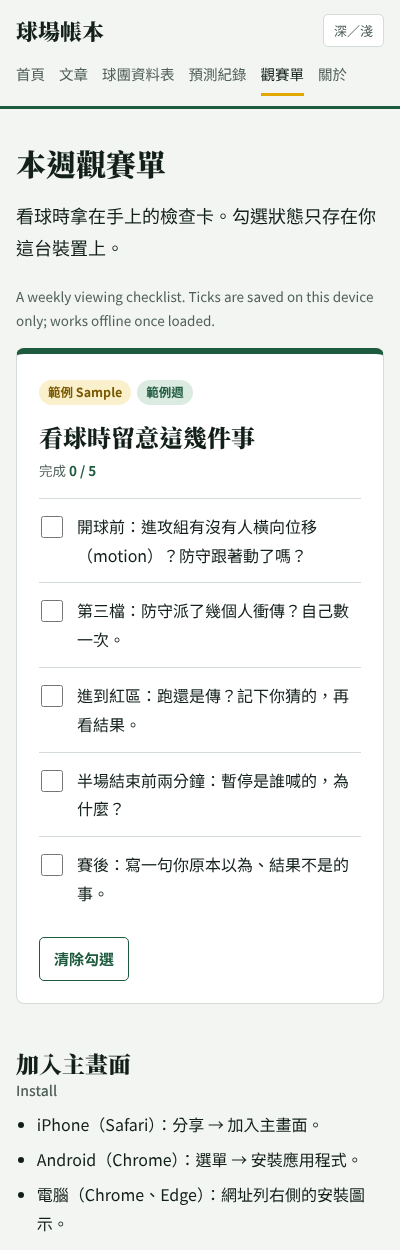 球場帳本
深／淺
首頁 文章 球團資料表 預測紀錄 觀賽單 關於
本週觀賽單
看球時拿在手上的檢查卡。勾選狀態只存在你
這台裝置上。
A weekly viewing checklist. Ticks are saved on this device
only; works offline once loaded.
範例 Sample 範例週
看球時留意這幾件事
完成 0 / 5
開球前：進攻組有沒有人橫向位移
（motion）？防守跟著動了嗎？
第三檔：防守派了幾個人衝傳？自己數
一次。
進到紅區：跑還是傳？記下你猜的，再
看結果。
半場結束前兩分鐘：暫停是誰喊的，為
什麼？
賽後：寫一句你原本以為、結果不是的
事。
清除勾選
加入主畫面
Install
iPhone（Safari）：分享 → 加入主畫面。
Android（Chrome）：選單 → 安裝應用程式。
電腦（Chrome、Edge）：網址列右側的安裝圖
示。